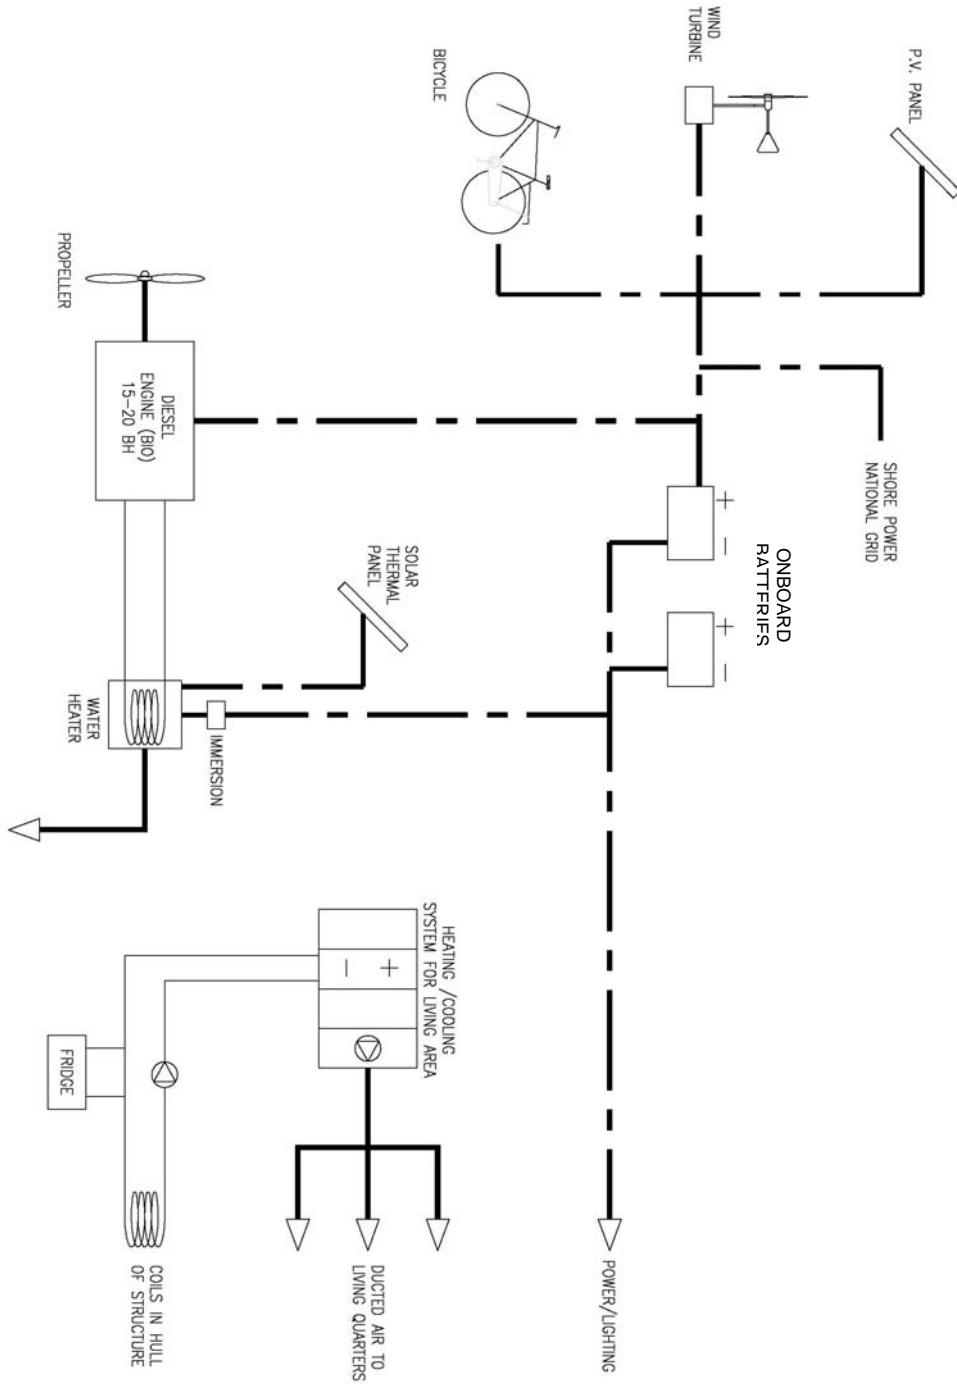 P.V. PANEL
WIND
TURBINE
BICYCLE
PROPELLER
SHORE POWER
NATIONAL GRID
+
−
ONBOARD
BATTERIES
+
−
DIESEL
ENGINE (BIO)
15−20 BH
SOLAR
THERMAL
PANEL
IMMERSION
WATER
HEATER
HEATING /COOLING
SYSTEM FOR LIVING AREA
+
−
FRIDGE
POWER/LIGHTING
DUCTED AIR TO
LIVING QUARTERS
COILS IN HULL
OF STRUCTURE